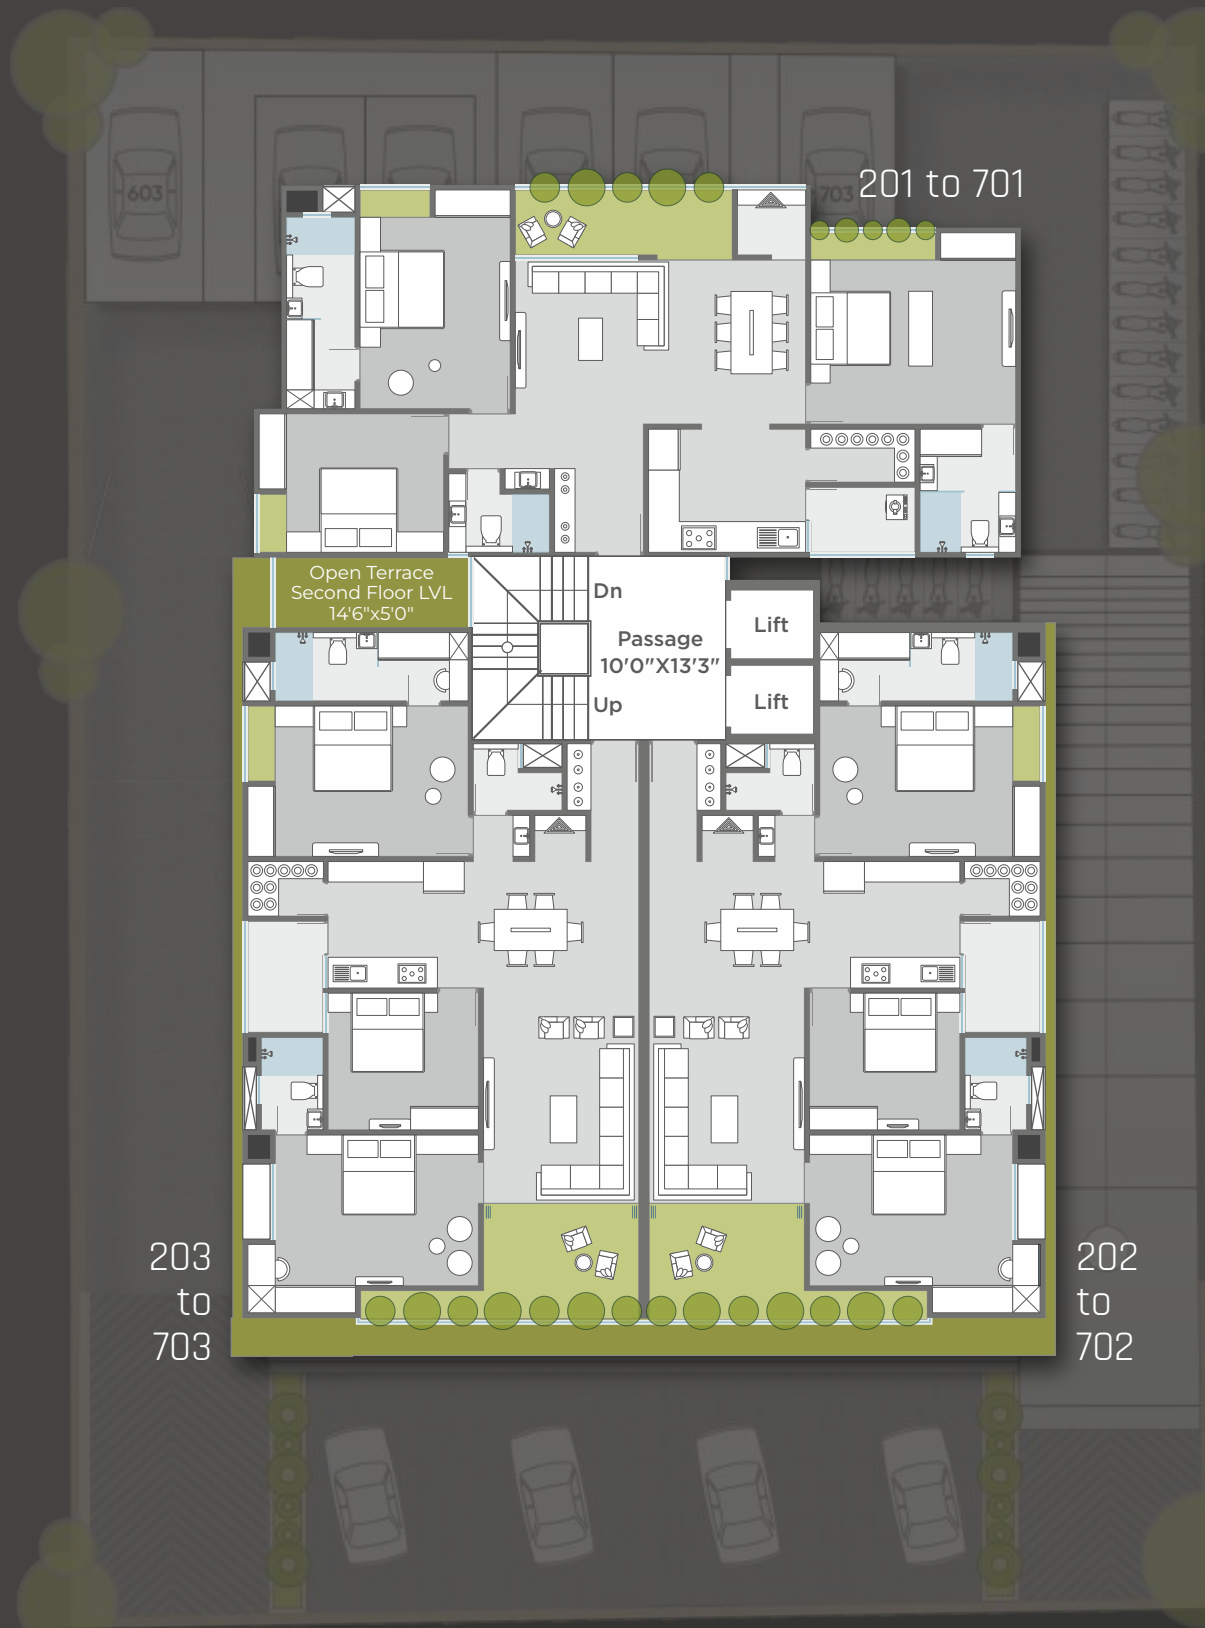 603
703
201 to 701
Open Terrace
Second Floor LVL
14'6"x5'0"
Dn
Passage
10'0"X13'3"
Up
Lift
Lift
203
to
703
202
to
702